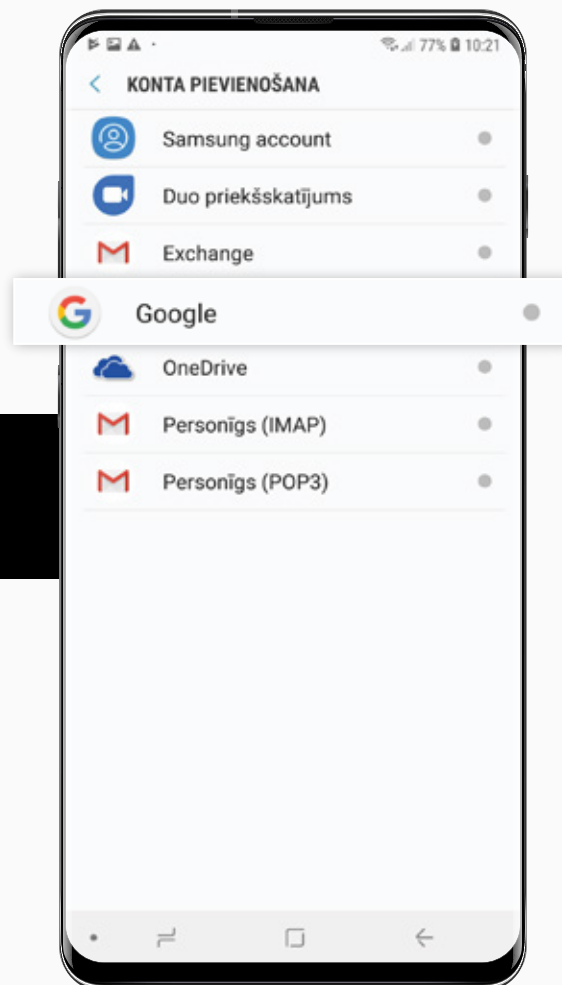 77% 10:21
KONTA PIEVIENOŠANA
Samsung account
Duo priekšskatījums
Exchange
Google
OneDrive
Personīgs (IMAP)
Personīgs (POP3)